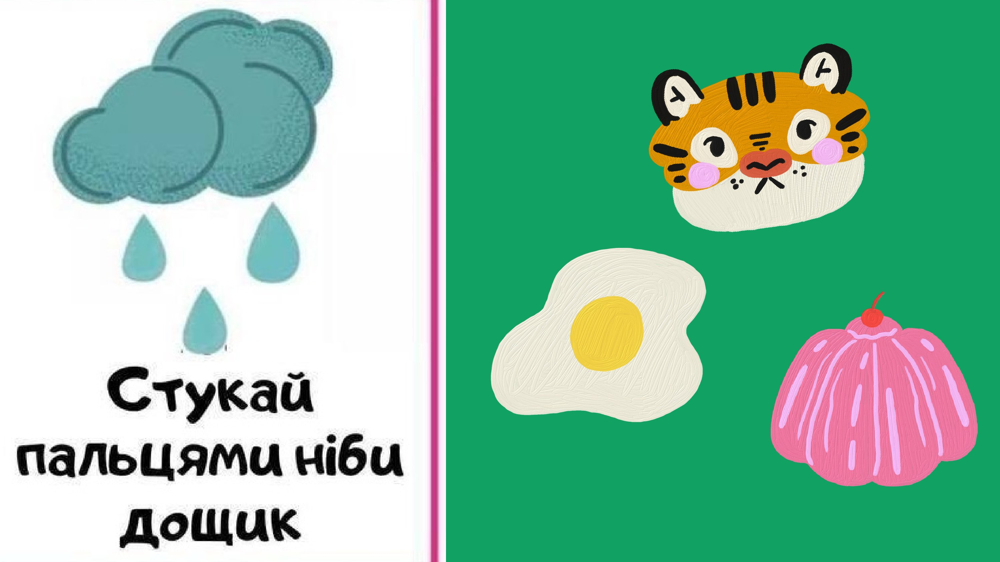 Стукай
пальцями ніби
дощик